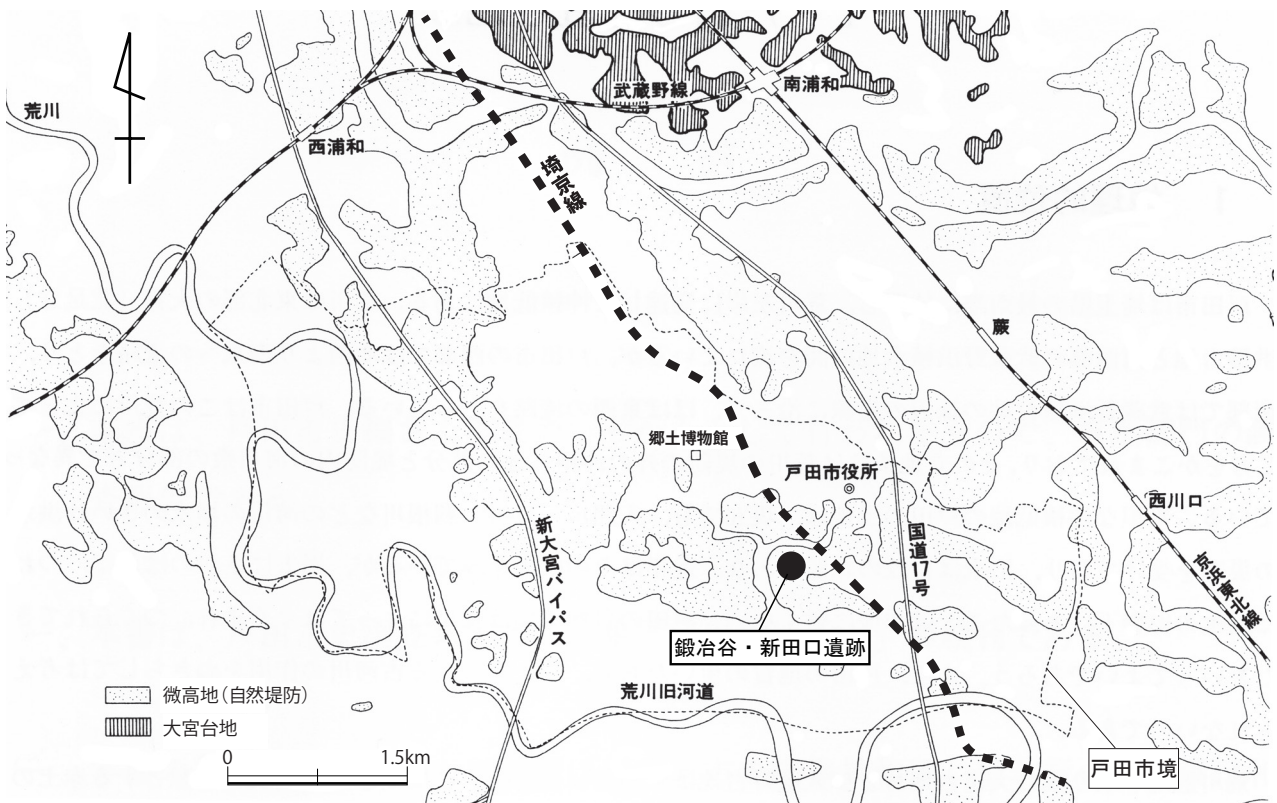 荒川
武蔵野線
南浦和
西浦和
埼京線
蕨
郷土博物館
戸田市役所
西川口
新大宮バイパス
国道17号
京浜東北線
鍛冶谷・新田口遺跡
荒川旧河道
微高地(自然堤防)
大宮台地
0 1.5km
戸田市境